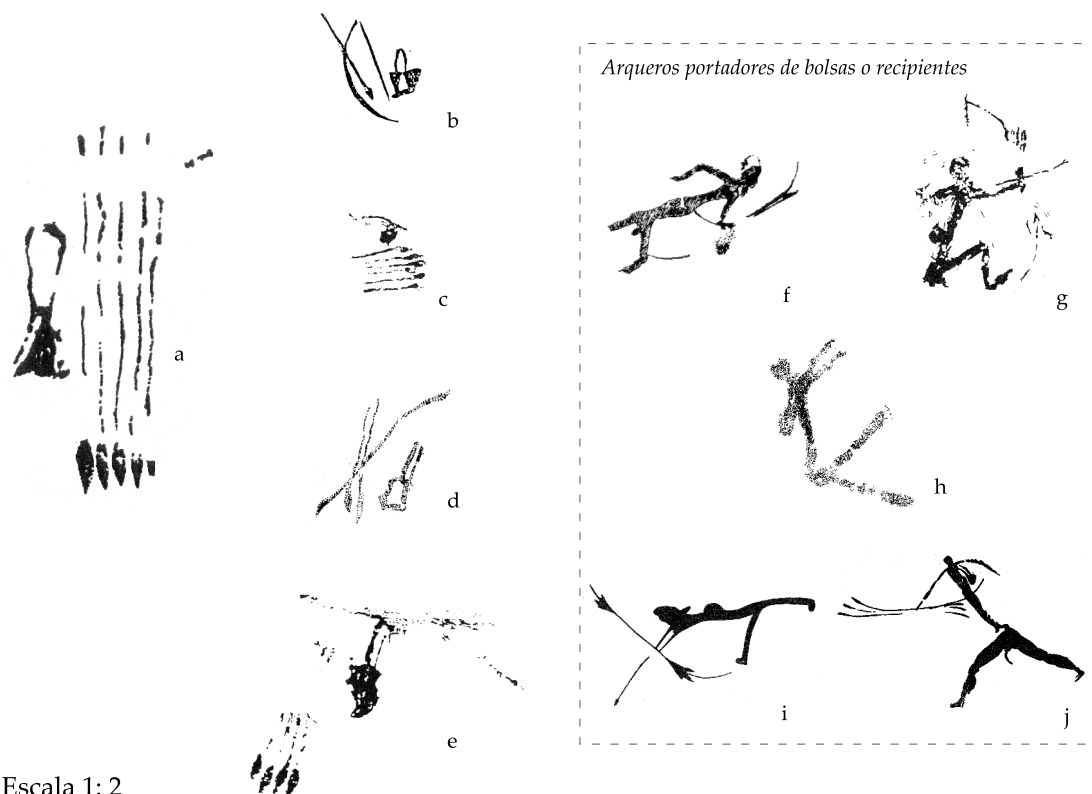 Arqueros portadores de bolsas o recipientes
b
a
c
f
g
d
h
e
i
j
Escala 1: 2